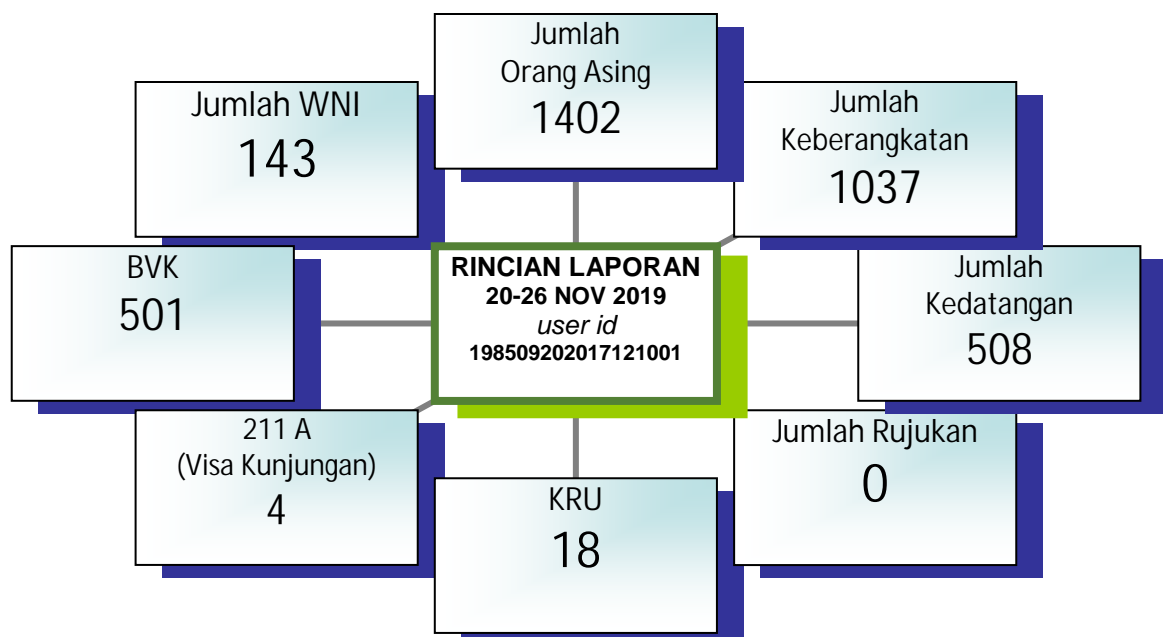 Jumlah
Orang Asing
1402
Jumlah WNI
143
Jumlah
Keberangkatan
1037
BVK
501
RINCIAN LAPORAN
20-26 NOV 2019
user id
198509202017121001
Jumlah
Kedatangan
508
211 A
(Visa Kunjungan)
4
KRU
18
Jumlah Rujukan
0